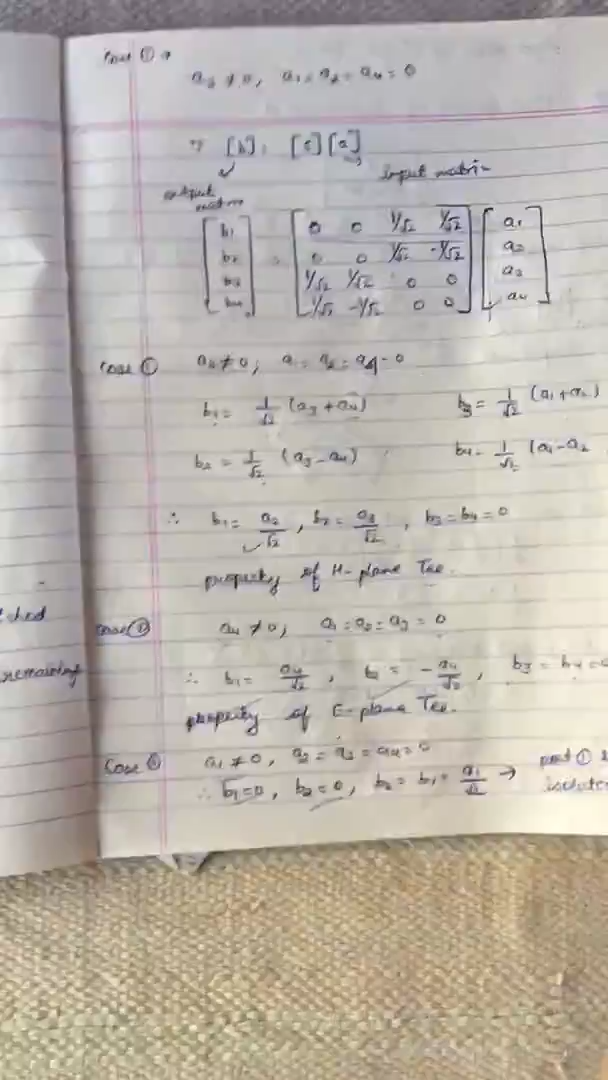 Case ① →
a₃ ≠ 0, a₁ = a₂ = a₄ = 0
⇒ [b] = [s][a]
output matrix
input matrix
[b₁ b₂ b₃ b₄] = [0 0 1/√2 1/√2; 0 0 1/√2 -1/√2; 1/√2 1/√2 0 0; 1/√2 -1/√2 0 0] [a₁ a₂ a₃ a₄]
Case ① a₃ ≠ 0, a₁ = a₂ = a₄ = 0
b₁ = 1/√2 (a₃ + a₄) b₃ = 1/√2 (a₁ + a₂)
b₂ = 1/√2 (a₃ - a₄) b₄ = 1/√2 (a₁ - a₂
∴ b₁ = a₃/√2, b₂ = a₃/√2, b₃ = b₄ = 0
property of H-plane Tee.
Case ② a₄ ≠ 0, a₁ = a₂ = a₃ = 0
remaining
∴ b₁ = a₄/√2, b₂ = -a₄/√2, b₃ = b₄ = 0
property of E-plane Tee.
Case ③ a₁ ≠ 0, a₂ = a₃ = a₄ = 0
∴ b₁ = 0, b₂ = 0, = a₁/√2 → port ①